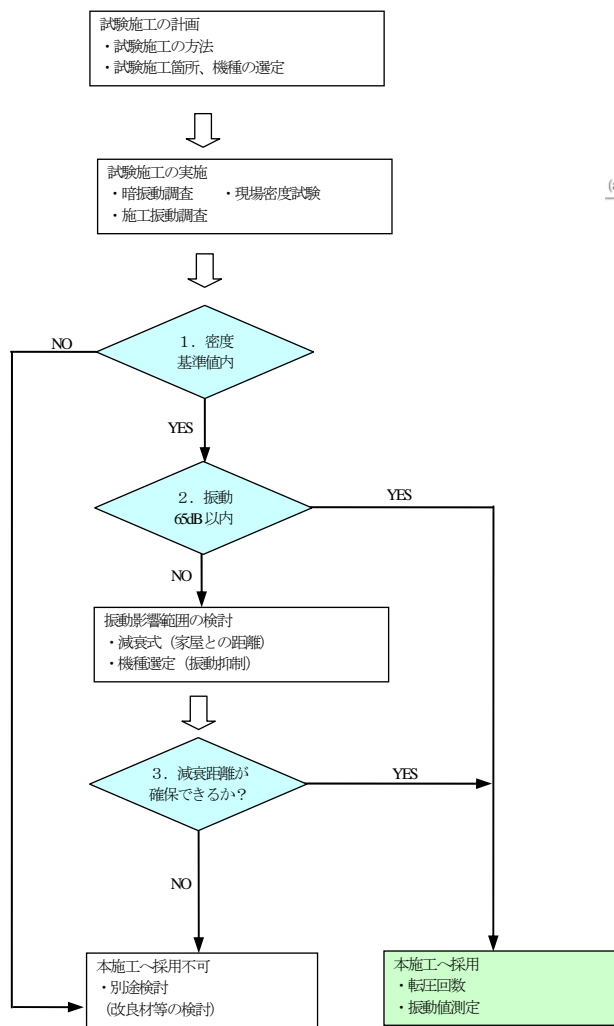 試験施工の計画
・試験施工の方法
・試験施工箇所、機種の選定
試験施工の実施
・暗振動調査 ・現場密度試験
・施工振動調査
1．密度
基準値内
NO
YES
2．振動
65dB以内
YES
NO
振動影響範囲の検討
・減衰式（家屋との距離）
・機種選定（振動抑制）
3．減衰距離が
確保できるか？
YES
NO
本施工へ採用不可
・別途検討
（改良材等の検討）
本施工へ採用
・転圧回数
・振動値測定